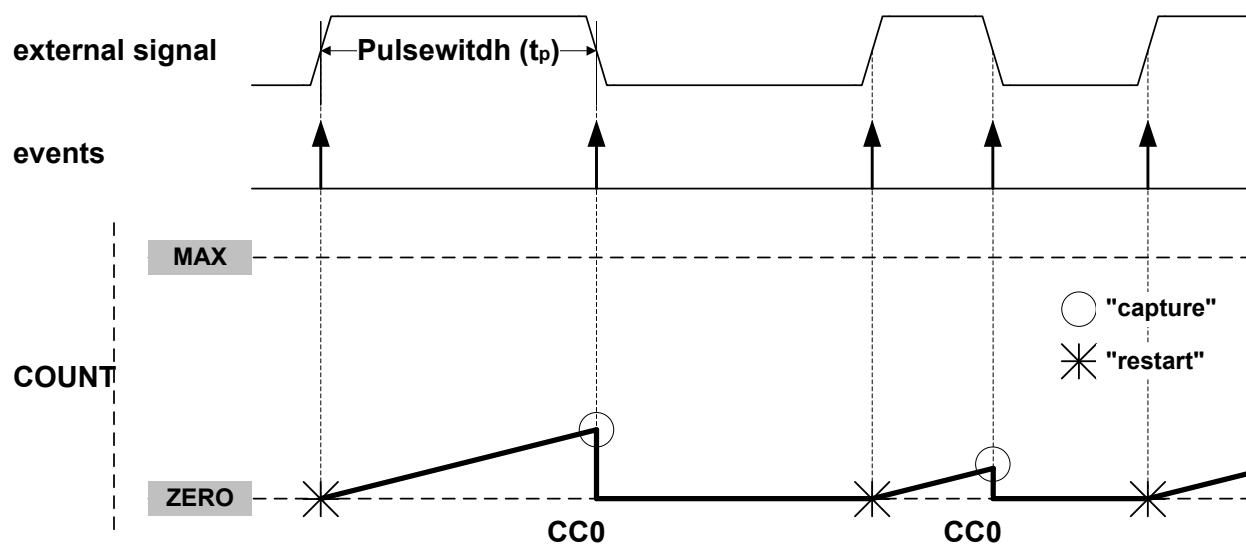 external signal
Pulsewitdh (tp)
events
MAX
"capture"
"restart"
COUNT
ZERO
CC0
CC0